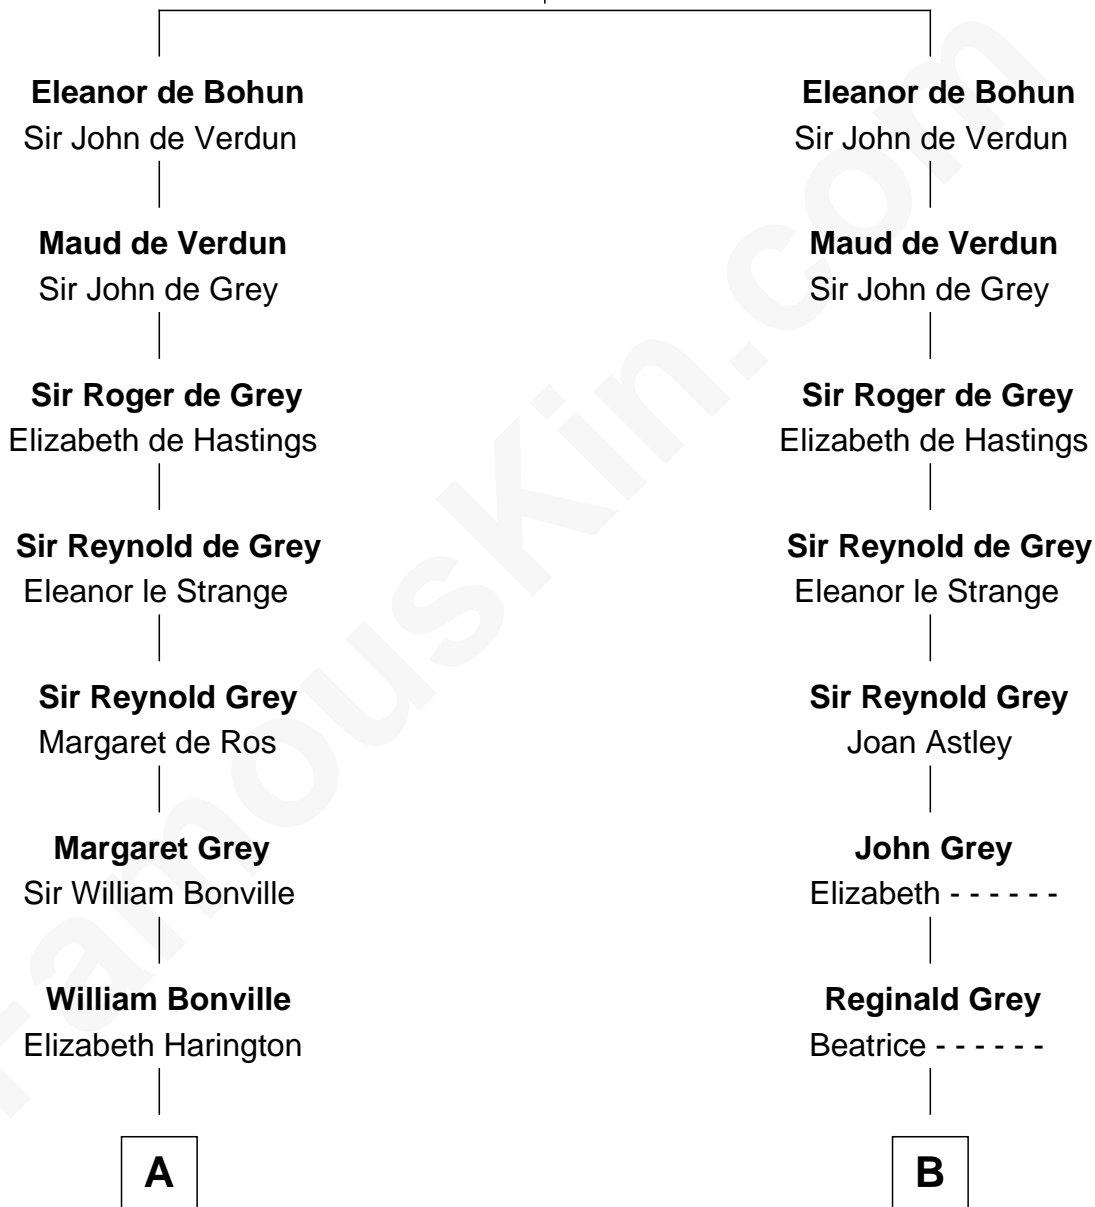 Eleanor de Bohun
Sir John de Verdun
Maud de Verdun
Sir John de Grey
Sir Roger de Grey
Elizabeth de Hastings
Sir Reynold de Grey
Eleanor le Strange
Sir Reynold Grey
Margaret de Ros
Margaret Grey
Sir William Bonville
William Bonville
Elizabeth Harington
A
Eleanor de Bohun
Sir John de Verdun
Maud de Verdun
Sir John de Grey
Sir Roger de Grey
Elizabeth de Hastings
Sir Reynold de Grey
Eleanor le Strange
Sir Reynold Grey
Joan Astley
John Grey
Elizabeth - - - - - -
Reginald Grey
Beatrice - - - - - -
B
FamousKin.com